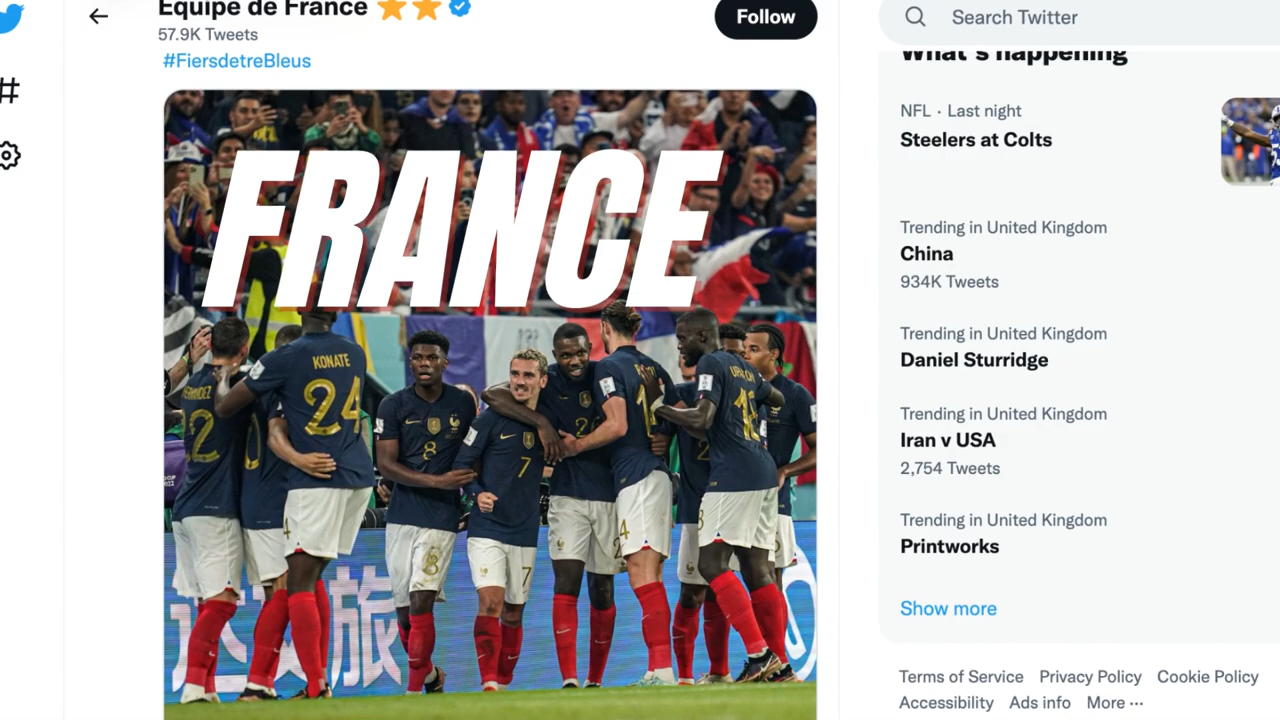 Equipe de France
57.9K Tweets
Follow
#FiersdetreBleus
FRANCE
KONATE
24
2
8
7
8
7
Search Twitter
What's happening
NFL · Last night
Steelers at Colts
Trending in United Kingdom
China
934K Tweets
Trending in United Kingdom
Daniel Sturridge
Trending in United Kingdom
Iran v USA
2,754 Tweets
Trending in United Kingdom
Printworks
Show more
Terms of Service Privacy Policy Cookie Policy
Accessibility Ads info More ···